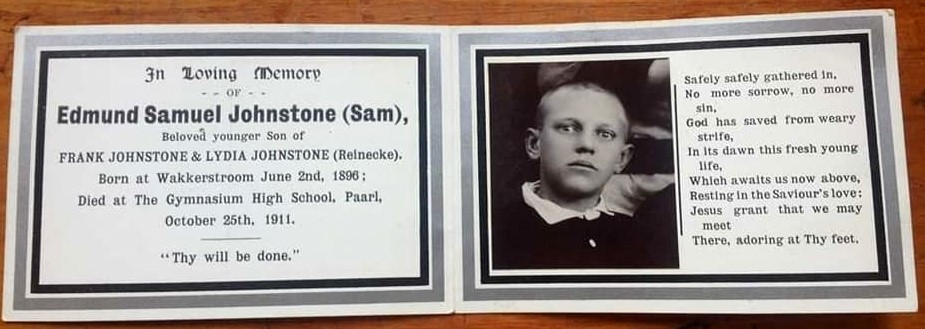 In Loving Memory
- - OF - -
Edmund Samuel Johnstone (Sam),
Beloved younger Son of
FRANK JOHNSTONE & LYDIA JOHNSTONE (Reinecke).
Born at Wakkerstroom June 2nd, 1896;
Died at The Gymnasium High School, Paarl,
October 25th, 1911.
"Thy will be done."
Safely safely gathered in,
No more sorrow, no more
sin,
God has saved from weary
strife,
In its dawn this fresh young
life,
Which awaits us now above,
Resting in the Saviour's love:
Jesus grant that we may
meet
There, adoring at Thy feet.